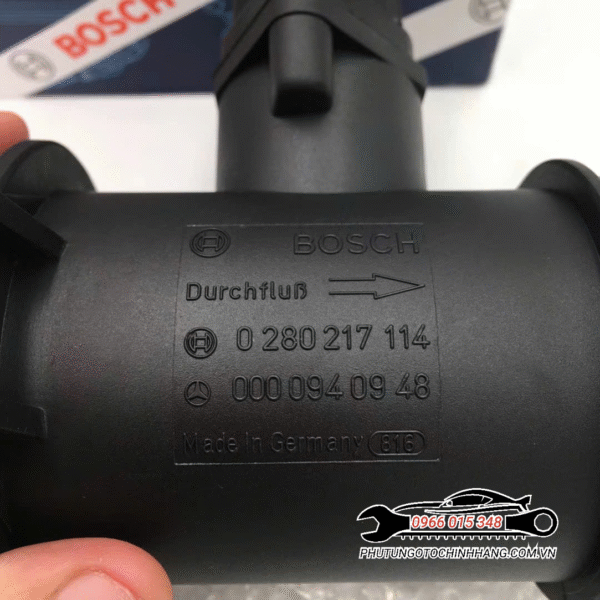 BOSCH
BOSCH
Durchfluß
0 280 217 114
000 094 09 48
Made In Germany 816
0966 015 348
PHUTUNGOTOCHINHHANG.COM.VN